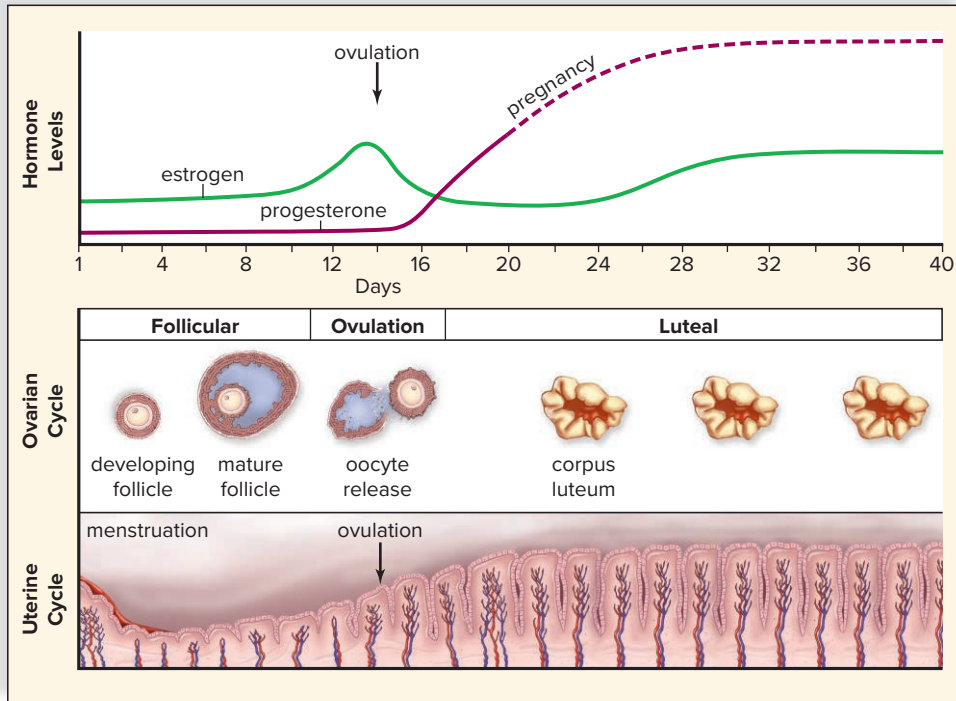 Hormone
Levels
ovulation
pregnancy
estrogen
progesterone
1 4 8 12 16 20 24 28 32 36 40
Days
Ovarian
Cycle
Follicular Ovulation Luteal
developing
follicle
mature
follicle
oocyte
release
corpus
luteum
Uterine
Cycle
menstruation
ovulation